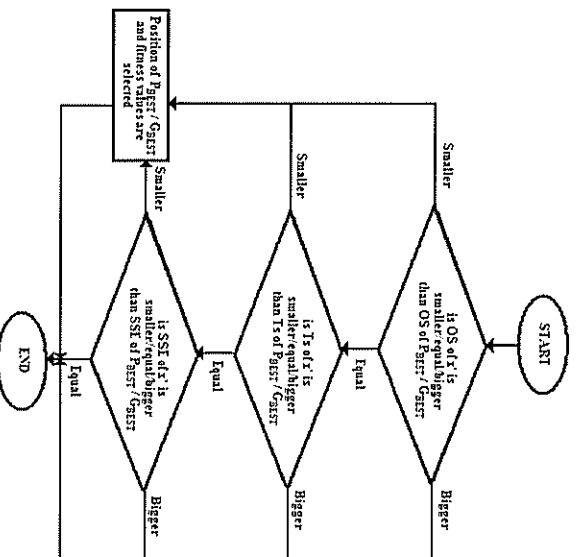 START
is OS of x' is
smaller/equal/bigger
than OS of PBEST / GBEST
Smaller
Bigger
Equal
is Ts of x' is
smaller/equal/bigger
than Ts of PBEST / GBEST
Smaller
Bigger
Equal
is SSE of x' is
smaller/equal/bigger
than SSE of PBEST / GBEST
Smaller
Bigger
Equal
Position of PBEST / GBEST
and fitness values are
selected
END